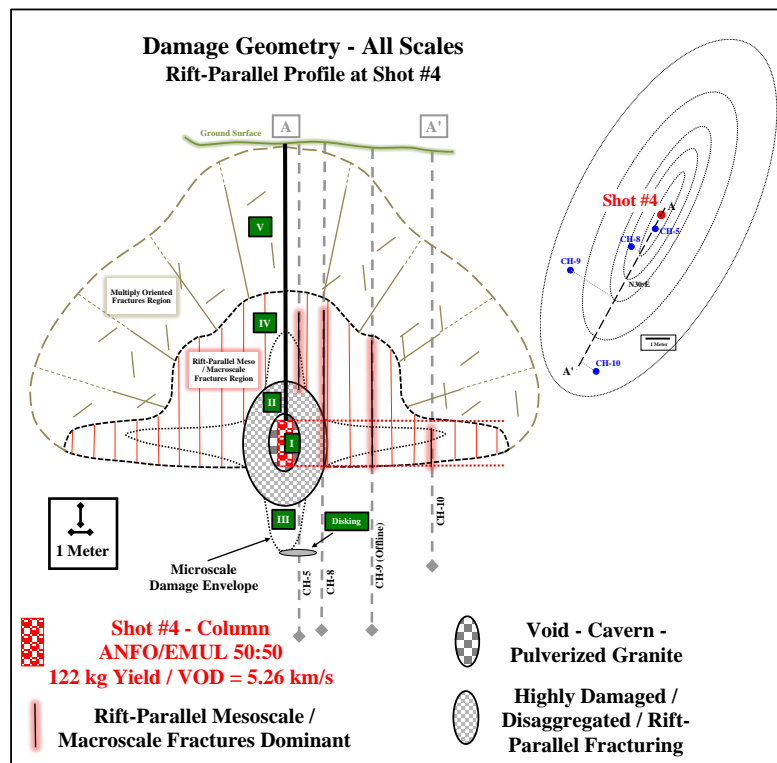 Damage Geometry - All Scales
Rift-Parallel Profile at Shot #4
A
A'
Ground Surface
Shot #4
A
CH-5
CH-8
CH-9
N30°E
1 Meter
A'
CH-10
V
Multiply Oriented
Fractures Region
IV
Rift-Parallel Meso
/ Macroscale
Fractures Region
II
I
III
Disking
1 Meter
Microscale
Damage Envelope
CH-5
CH-8
CH-9 (Offline)
CH-10
Shot #4 - Column
ANFO/EMUL 50:50
122 kg Yield / VOD = 5.26 km/s
Void - Cavern -
Pulverized Granite
Rift-Parallel Mesoscale /
Macroscale Fractures Dominant
Highly Damaged /
Disaggregated / Rift-
Parallel Fracturing